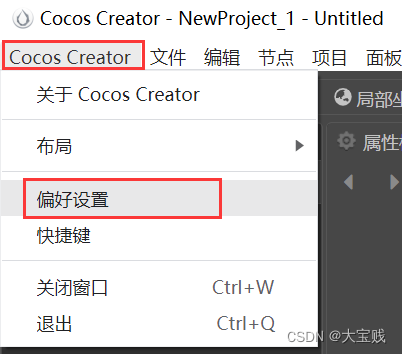 Cocos Creator - NewProject_1 - Untitled
Cocos Creator 文件 编辑 节点 项目 面板
关于 Cocos Creator
局部坐
布局
属性检
偏好设置
快捷键
关闭窗口 Ctrl+W
退出 Ctrl+Q
CSDN @大宝贱